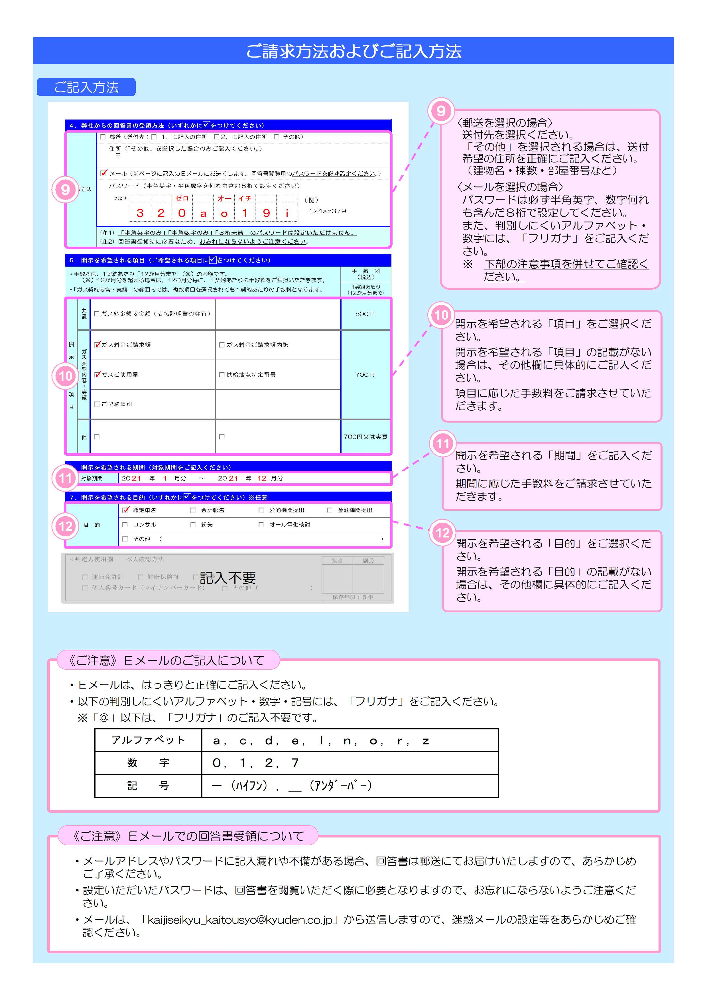 ご請求方法およびご記入方法
ご記入方法
4．弊社からの回答書の受領方法（いずれかに✓をつけてください）
郵送（送付先：□ 1．に記入の住所 □2．に記入の住所 □ その他）
住所（「その他」を選択した場合のみご記入ください。）
〒
メール（前ページに記入のEメールにお送りします。回答書閲覧用のパスワードを必ず設定ください。）
9
方法
パスワード（半角英字・半角数字を何れも含む8桁で設定ください）
ﾌﾘｶﾞﾅ ゼロ オー イチ （例）
3 2 0 a o 1 9 i 124ab379
（注1）「半角英字のみ」「半角数字のみ」「8桁未満」のパスワードは設定いただけません。
（注2）回答書受領時に必要なため、お忘れにならないようご注意ください。
5．開示を希望される項目（ご希望される項目に✓をつけてください）
・手数料は、1契約あたり「12か月分まで」（※）の金額です。
（※）12か月分を超える場合は、12か月分毎に、1契約あたりの手数料をご負担いただきます。
・「ガス契約内容・実績」の範囲内では、複数項目を選択されても1契約あたりの手数料となります。
手 数 料
（税込）
1契約あたり
（12か月分まで）
開示項目
10
共通
ガス料金領収金額（支払証明書の発行） 500円
ガス契約内容・実績
ガス料金ご請求額 ガス料金ご請求額内訳
ガスご使用量 供給地点特定番号 700円
ご契約種別
他 700円又は実費
開示を希望される期間（対象期間をご記入ください）
11
対象期間 2021 年 1 月分 ～ 2021 年 12 月分
7．開示を希望される目的（いずれかに✓をつけてください）※任意
12
目 的
確定申告 会計報告 公的機関提出 金融機関提出
コンサル 紛失 オール電化検討
その他 （ ）
九州電力使用欄 本人確認方法
担当 副長
運転免許証 健康保険証
記入不要
個人番号カード（マイナンバーカード） その他（ ）
保存年限：5年
9
〈郵送を選択の場合〉
送付先を選択ください。
「その他」を選択される場合は、送付
希望の住所を正確にご記入ください。
（建物名・棟数・部屋番号など）
〈メールを選択の場合〉
パスワードは必ず半角英字、数字何れ
も含んだ8桁で設定してください。
また、判別しにくいアルファベット・
数字には、「フリガナ」をご記入くだ
さい。
※ 下部の注意事項を併せてご確認く
ださい。
10
開示を希望される「項目」をご選択くだ
さい。
開示を希望される「項目」の記載がない
場合は、その他欄に具体的にご記入くだ
さい。
項目に応じた手数料をご請求させていた
だきます。
11
開示を希望される「期間」をご記入くだ
さい。
期間に応じた手数料をご請求させていた
だきます。
12
開示を希望される「目的」をご選択くだ
さい。
開示を希望される「目的」の記載がない
場合は、その他欄に具体的にご記入くだ
さい。
《ご注意》Eメールのご記入について
・Eメールは、はっきりと正確にご記入ください。
・以下の判別しにくいアルファベット・数字・記号には、「フリガナ」をご記入ください。
※「@」以下は、「フリガナ」のご記入不要です。
アルファベット a, c, d, e, l, n, o, r, z
数 字 0, 1, 2, 7
記 号 －（ﾊｲﾌﾝ）, ＿（ｱﾝﾀﾞｰﾊﾞｰ）
《ご注意》Eメールでの回答書受領について
・メールアドレスやパスワードに記入漏れや不備がある場合、回答書は郵送にてお届けいたしますので、あらかじめ
ご了承ください。
・設定いただいたパスワードは、回答書を閲覧いただく際に必要となりますので、お忘れにならないようご注意くだ
さい。
・メールは、「kaijiseikyu_kaitousyo@kyuden.co.jp」から送信しますので、迷惑メールの設定等をあらかじめご確
認ください。